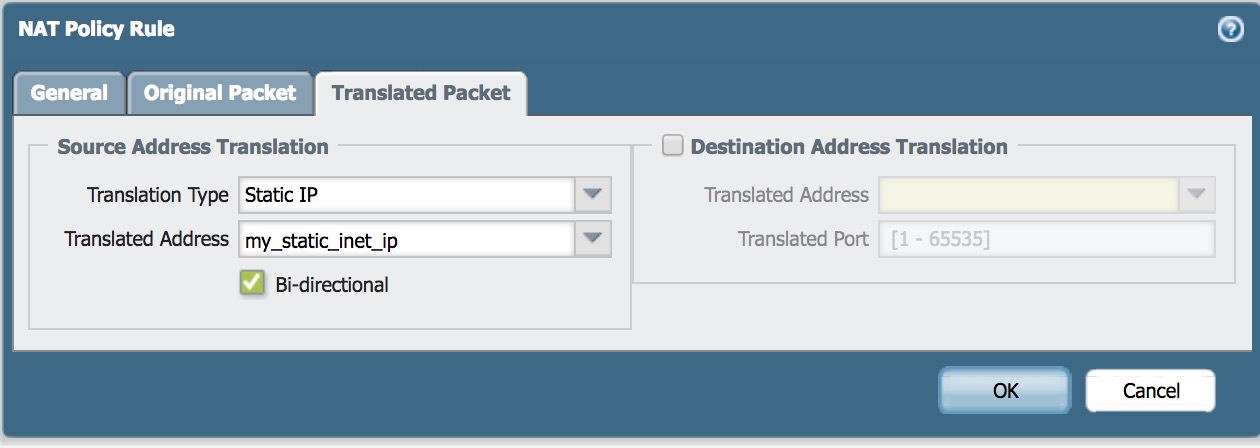 NAT Policy Rule
?
General Original Packet Translated Packet
Source Address Translation
Translation Type Static IP
Translated Address my_static_inet_ip
Bi-directional
Destination Address Translation
Translated Address
Translated Port [1 - 65535]
OK Cancel